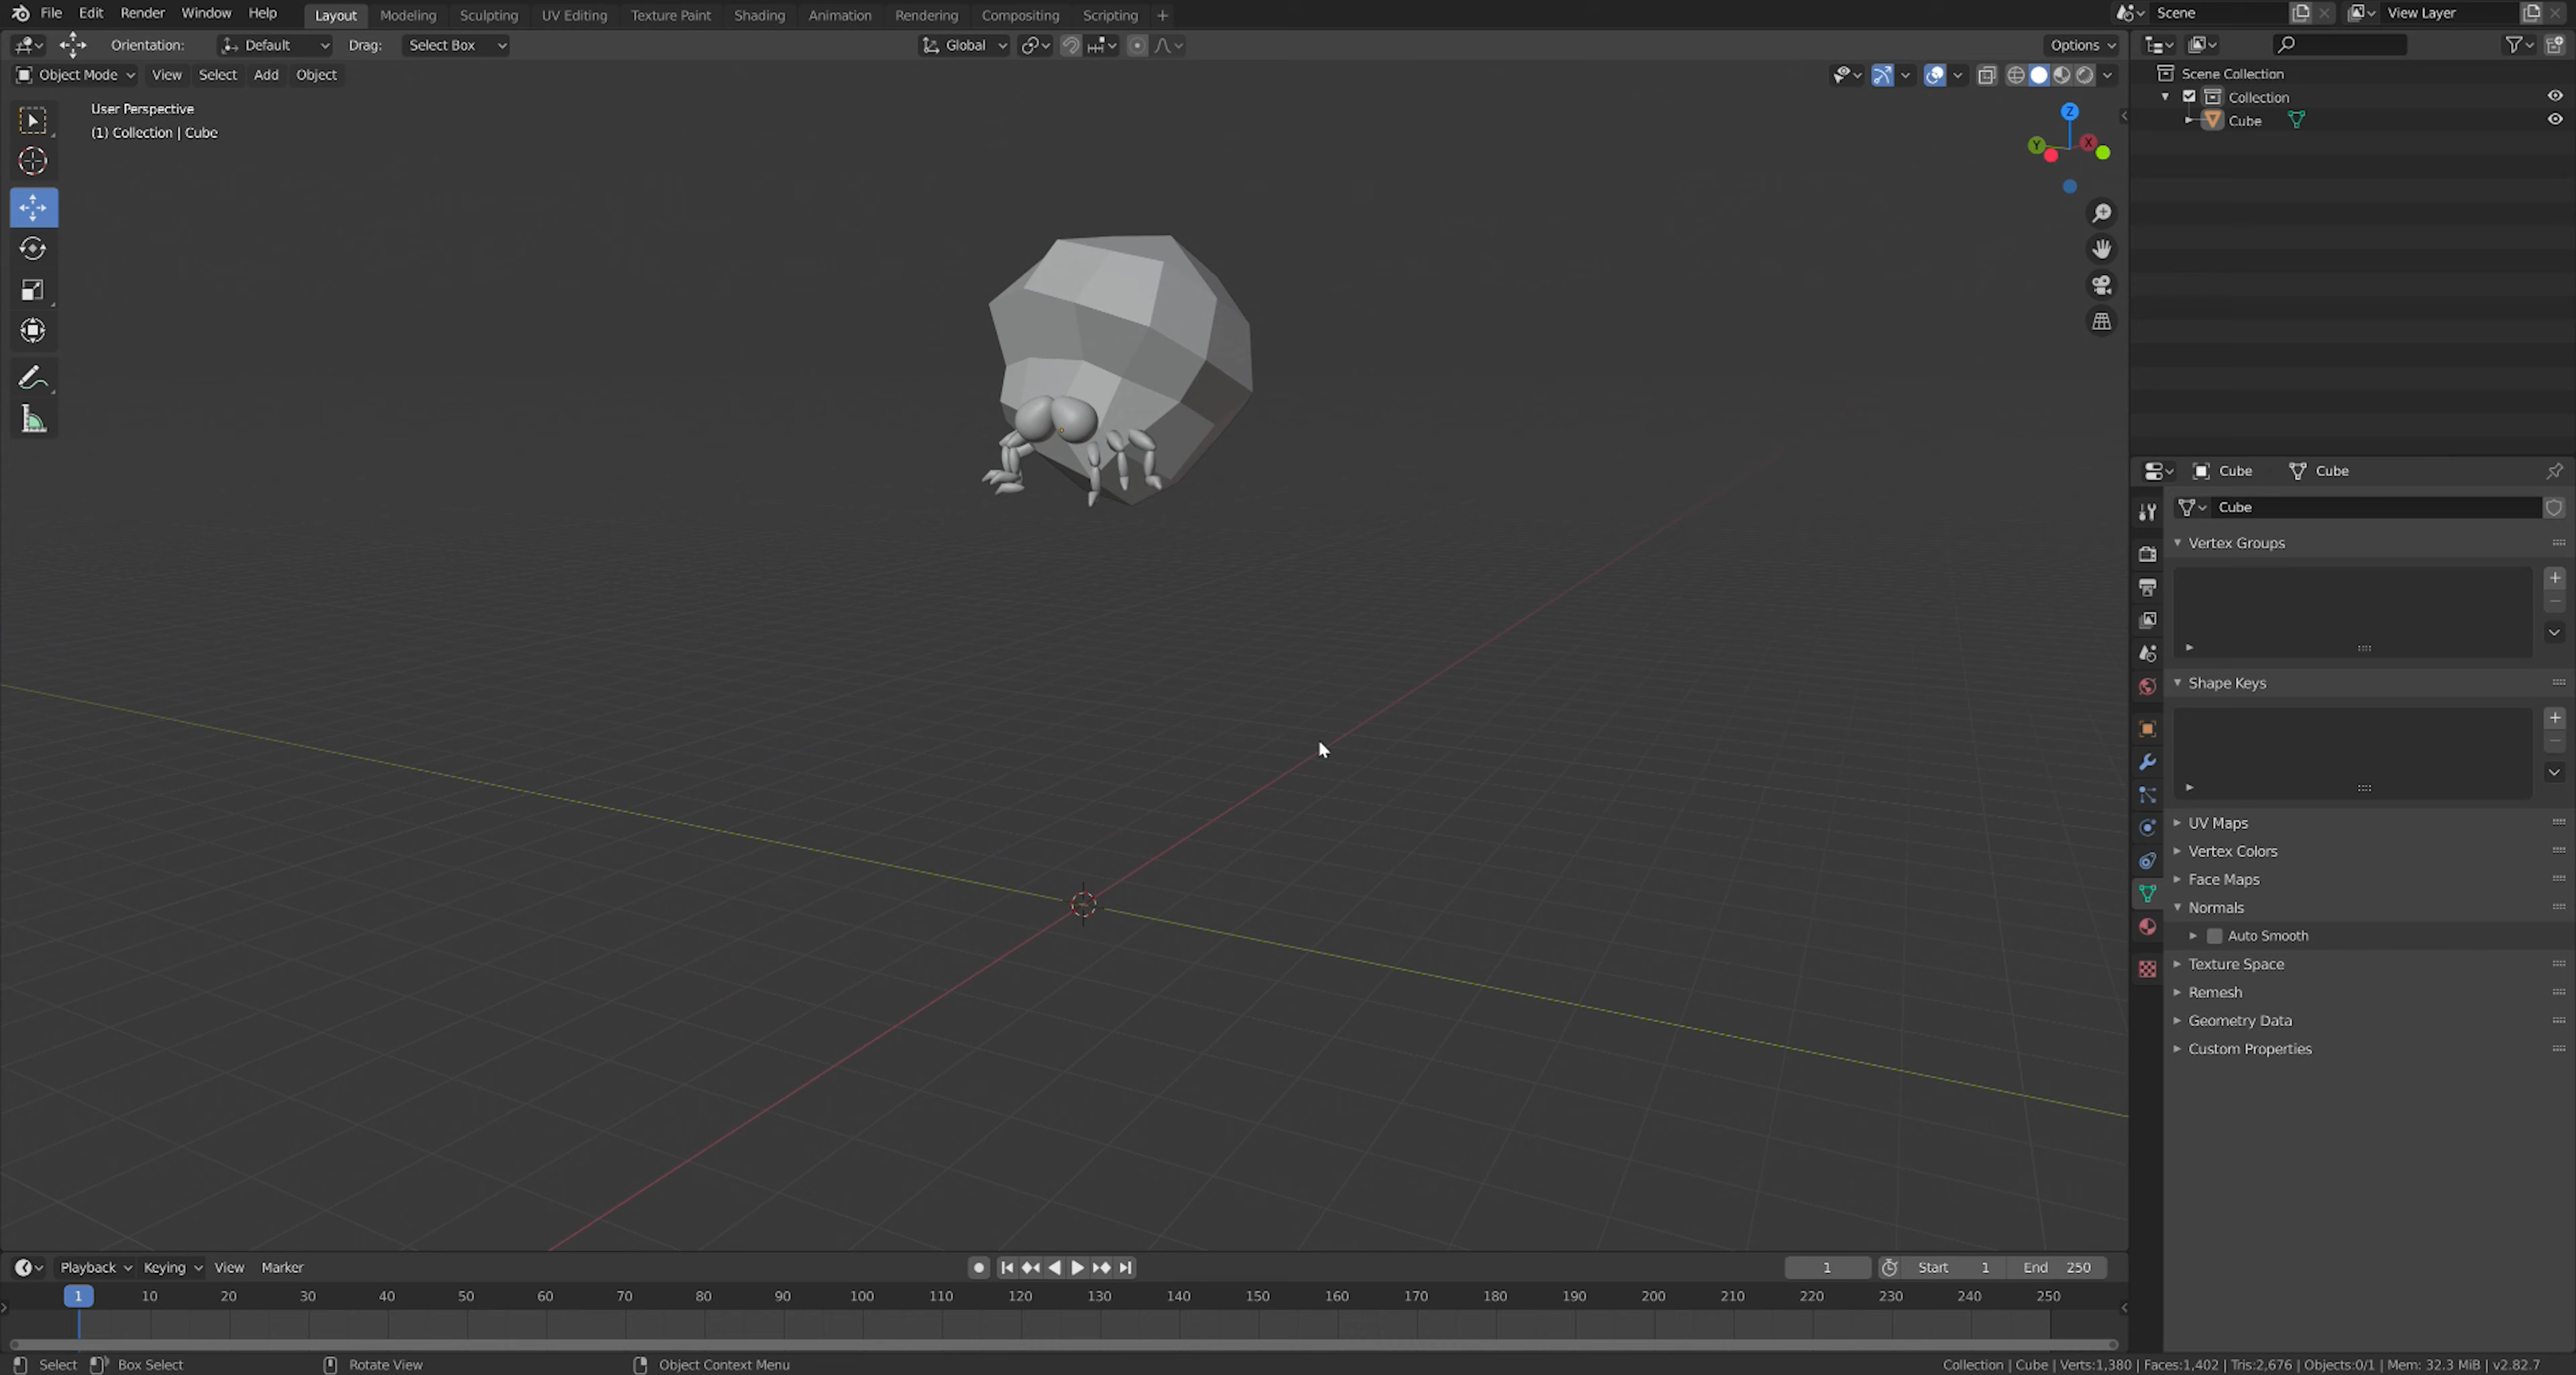 File Edit Render Window Help Layout Modeling Sculpting UV Editing Texture Paint Shading Animation Rendering Compositing Scripting + Scene View Layer
Orientation: Default Drag: Select Box Global Options
Object Mode View Select Add Object
User Perspective
(1) Collection | Cube
Z
Y X
Scene Collection
Collection
Cube
Cube Cube
Cube
Vertex Groups
Shape Keys
UV Maps
Vertex Colors
Face Maps
Normals
Auto Smooth
Texture Space
Remesh
Geometry Data
Custom Properties
Playback Keying View Marker 1 Start 1 End 250
1 10 20 30 40 50 60 70 80 90 100 110 120 130 140 150 160 170 180 190 200 210 220 230 240 250
Select Box Select Rotate View Object Context Menu Collection | Cube | Verts:1,380 | Faces:1,402 | Tris:2,676 | Objects:0/1 | Mem: 32.3 MiB | v2.82.7